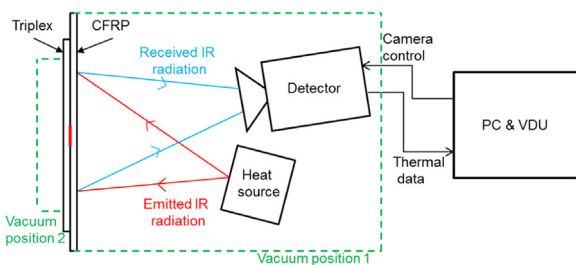 Triplex
CFRP
Received IR
radiation
Detector
Camera
control
PC & VDU
Thermal
data
Heat
source
Emitted IR
radiation
Vacuum
position 2
Vacuum position 1